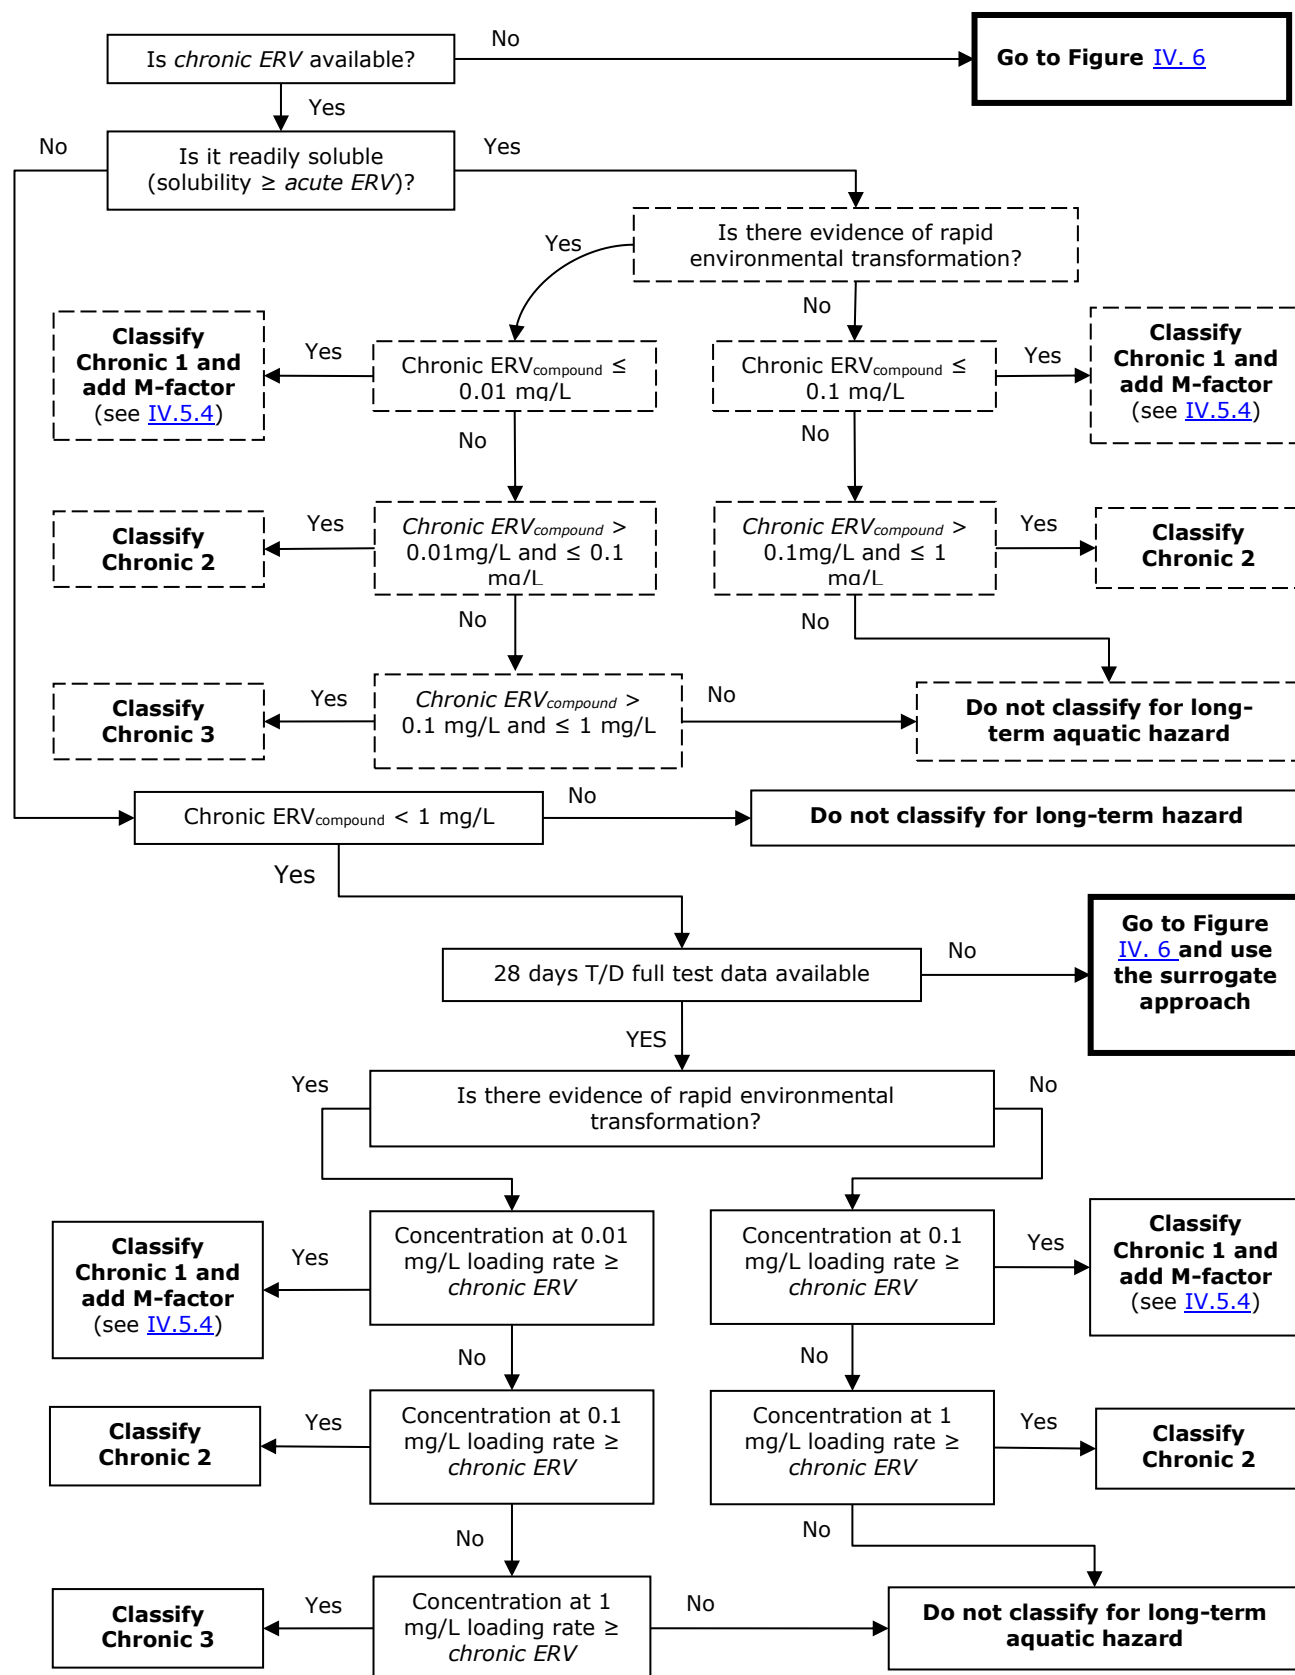 Is chronic ERV available?
No
Go to Figure IV. 6
Yes
No
Is it readily soluble
(solubility ≥ acute ERV)?
Yes
Is there evidence of rapid
environmental transformation?
Yes
No
Classify
Chronic 1 and
add M-factor
(see IV.5.4)
Yes
Chronic ERVcompound ≤
0.01 mg/L
Chronic ERVcompound ≤
0.1 mg/L
Yes
Classify
Chronic 1 and
add M-factor
(see IV.5.4)
No
No
Classify
Chronic 2
Yes
Chronic ERVcompound >
0.01mg/L and ≤ 0.1
mg/L
Chronic ERVcompound >
0.1mg/L and ≤ 1
mg/L
Yes
Classify
Chronic 2
No
No
Classify
Chronic 3
Yes
Chronic ERVcompound >
0.1 mg/L and ≤ 1 mg/L
No
Do not classify for long-
term aquatic hazard
Chronic ERVcompound < 1 mg/L
No
Do not classify for long-term hazard
Yes
28 days T/D full test data available
No
Go to Figure
IV. 6 and use
the surrogate
approach
YES
Yes
Is there evidence of rapid environmental
transformation?
No
Classify
Chronic 1 and
add M-factor
(see IV.5.4)
Yes
Concentration at 0.01
mg/L loading rate ≥
chronic ERV
Concentration at 0.1
mg/L loading rate ≥
chronic ERV
Yes
Classify
Chronic 1 and
add M-factor
(see IV.5.4)
No
No
Classify
Chronic 2
Yes
Concentration at 0.1
mg/L loading rate ≥
chronic ERV
Concentration at 1
mg/L loading rate ≥
chronic ERV
Yes
Classify
Chronic 2
No
No
Classify
Chronic 3
Yes
Concentration at 1
mg/L loading rate ≥
chronic ERV
No
Do not classify for long-term
aquatic hazard